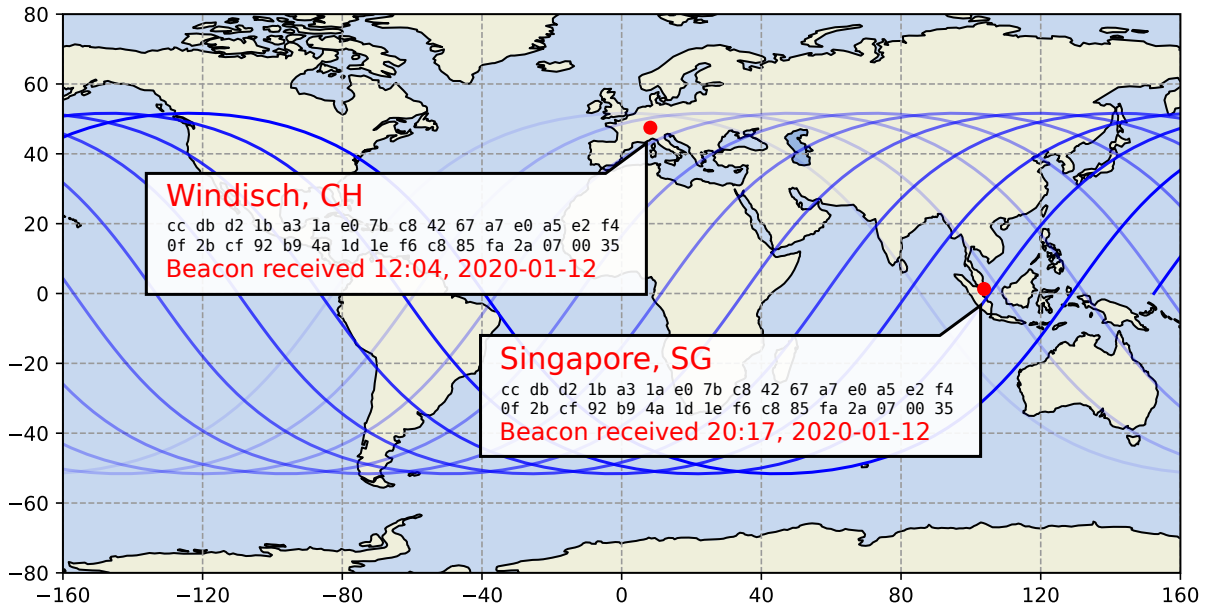 80
60
40
20
0
−20
−40
−60
−80
Windisch, CH
cc db d2 1b a3 1a e0 7b c8 42 67 a7 e0 a5 e2 f4
0f 2b cf 92 b9 4a 1d 1e f6 c8 85 fa 2a 07 00 35
Beacon received 12:04, 2020-01-12
Singapore, SG
cc db d2 1b a3 1a e0 7b c8 42 67 a7 e0 a5 e2 f4
0f 2b cf 92 b9 4a 1d 1e f6 c8 85 fa 2a 07 00 35
Beacon received 20:17, 2020-01-12
−160 −120 −80 −40 0 40 80 120 160